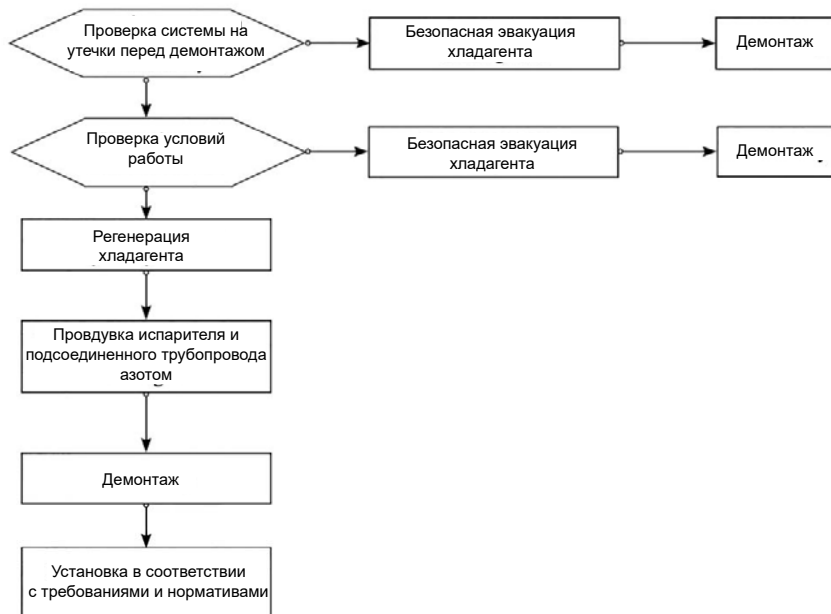 Проверка системы на
утечки перед демонтажом
Безопасная эвакуация
хладагента
Демонтаж
Проверка условий
работы
Безопасная эвакуация
хладагента
Демонтаж
Регенерация
хладагента
Провдувка испарителя и
подсоединенного трубопровода
азотом
Демонтаж
Установка в соответствии
с требованиями и нормативами